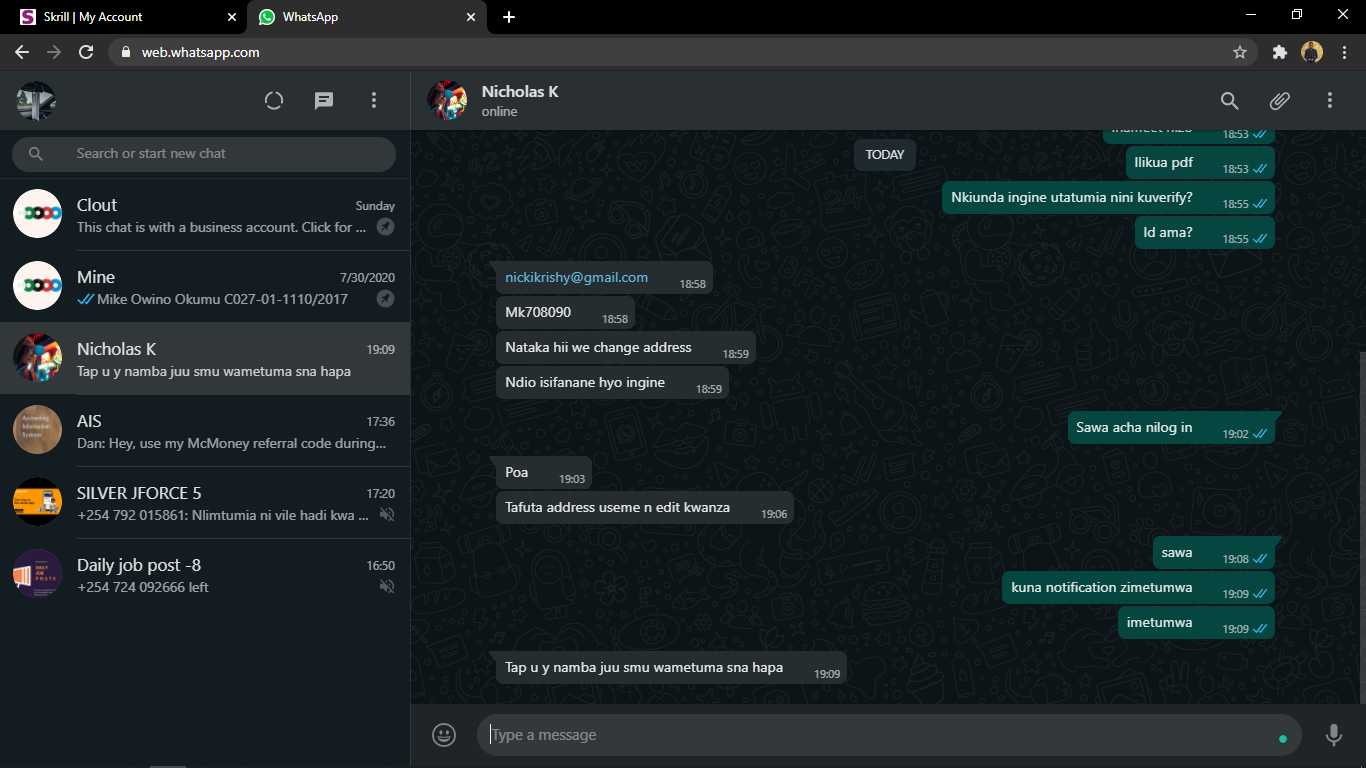 Skrill | My Account
WhatsApp
web.whatsapp.com
Search or start new chat
Clout
Sunday
This chat is with a business account. Click for ...
Mine
7/30/2020
Mike Owino Okumu C027-01-1110/2017
Nicholas K
19:09
Tap u y namba juu smu wametuma sna hapa
AIS
17:36
Dan: Hey, use my McMoney referral code during...
SILVER JFORCE 5
17:20
+254 792 015861: Nlimtumia ni vile hadi kwa ...
Daily job post -8
16:50
+254 724 092666 left
Nicholas K
online
18:53
TODAY
Ilikua pdf
18:53
Nkiunda ingine utatumia nini kuverify?
18:55
Id ama?
18:55
nickikrishy@gmail.com
18:58
Mk708090
18:58
Nataka hii we change address
18:59
Ndio isifanane hyo ingine
18:59
Sawa acha nilog in
19:02
Poa
19:03
Tafuta address useme n edit kwanza
19:06
sawa
19:08
kuna notification zimetumwa
19:09
imetumwa
19:09
Tap u y namba juu smu wametuma sna hapa
19:09
Type a message